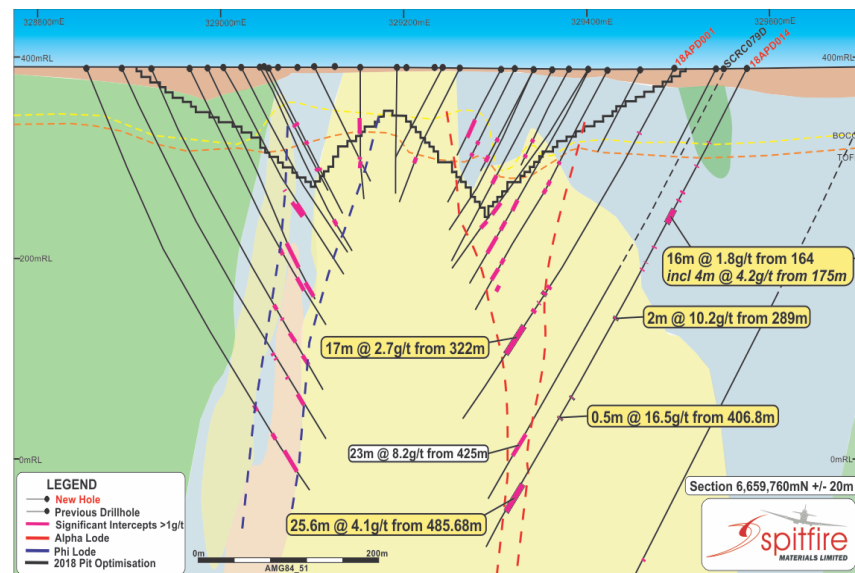 328800mE
329000mE
329200mE
329400mE
329600mE
18APD001
SCRC079D
18APD014
400mRL
400mRL
BOCO
TOFR
16m @ 1.8g/t from 164
incl 4m @ 4.2g/t from 175m
200mRL
200mRL
2m @ 10.2g/t from 289m
17m @ 2.7g/t from 322m
0.5m @ 16.5g/t from 406.8m
23m @ 8.2g/t from 425m
0mRL
0mRL
25.6m @ 4.1g/t from 485.68m
LEGEND
New Hole
Previous Drillhole
Significant Intercepts >1g/t
Alpha Lode
Phi Lode
2018 Pit Optimisation
0m
200m
AMG84_51
Section 6,659,760mN +/- 20m
spitfire
MATERIALS LIMITED